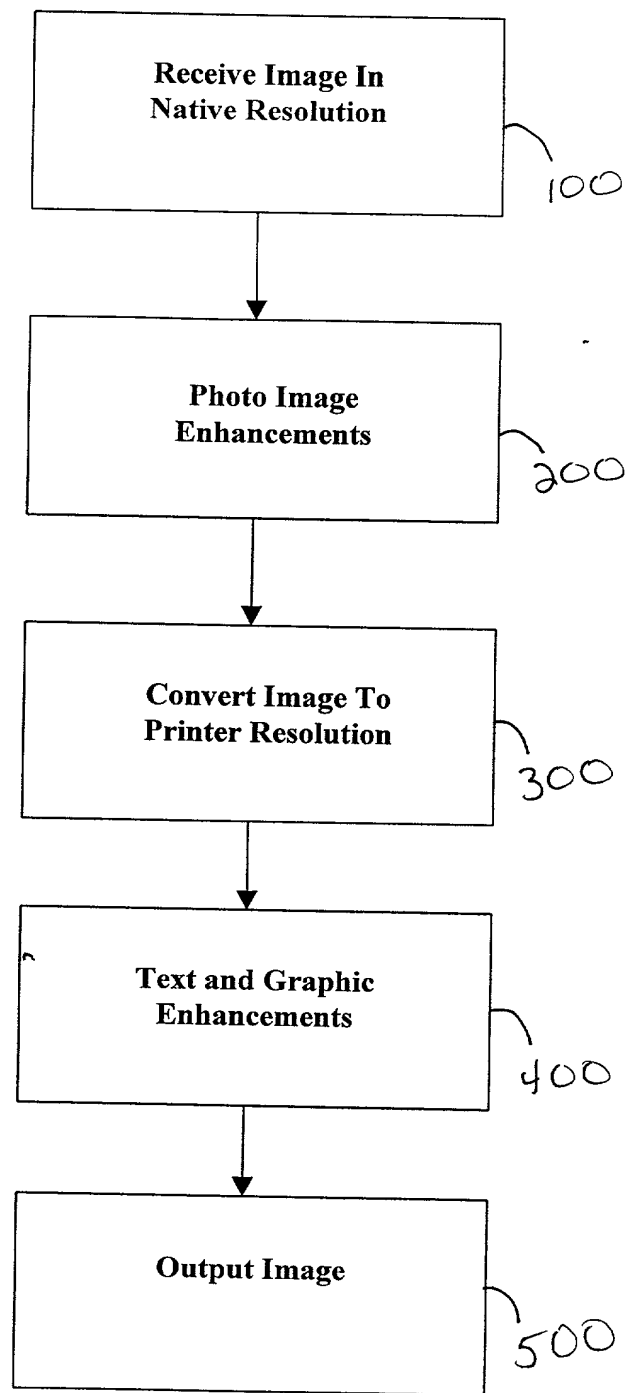 Receive Image In
Native Resolution
100
Photo Image
Enhancements
200
Convert Image To
Printer Resolution
300
Text and Graphic
Enhancements
400
Output Image
500